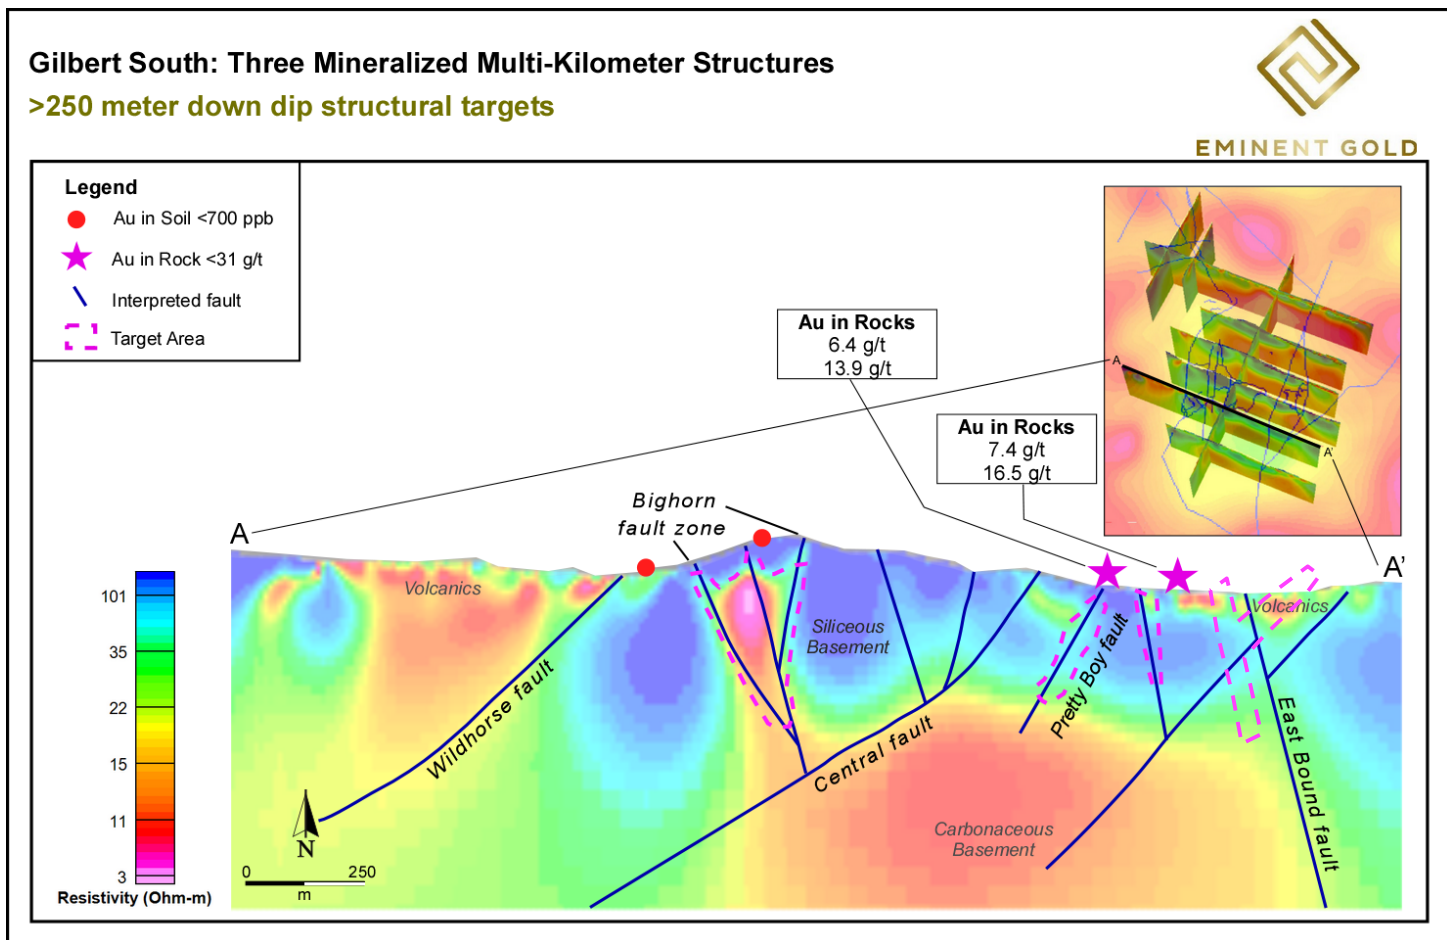 Gilbert South: Three Mineralized Multi-Kilometer Structures
>250 meter down dip structural targets
EMINENT GOLD
Legend
Au in Soil <700 ppb
Au in Rock <31 g/t
Interpreted fault
Target Area
Au in Rocks
6.4 g/t
13.9 g/t
Au in Rocks
7.4 g/t
16.5 g/t
A
A'
Bighorn
fault zone
A
A'
Volcanics
Volcanics
Siliceous
Basement
Wildhorse fault
Central fault
Pretty Boy fault
East Bound fault
Carbonaceous
Basement
101
35
22
15
11
3
Resistivity (Ohm-m)
N
0
250
m